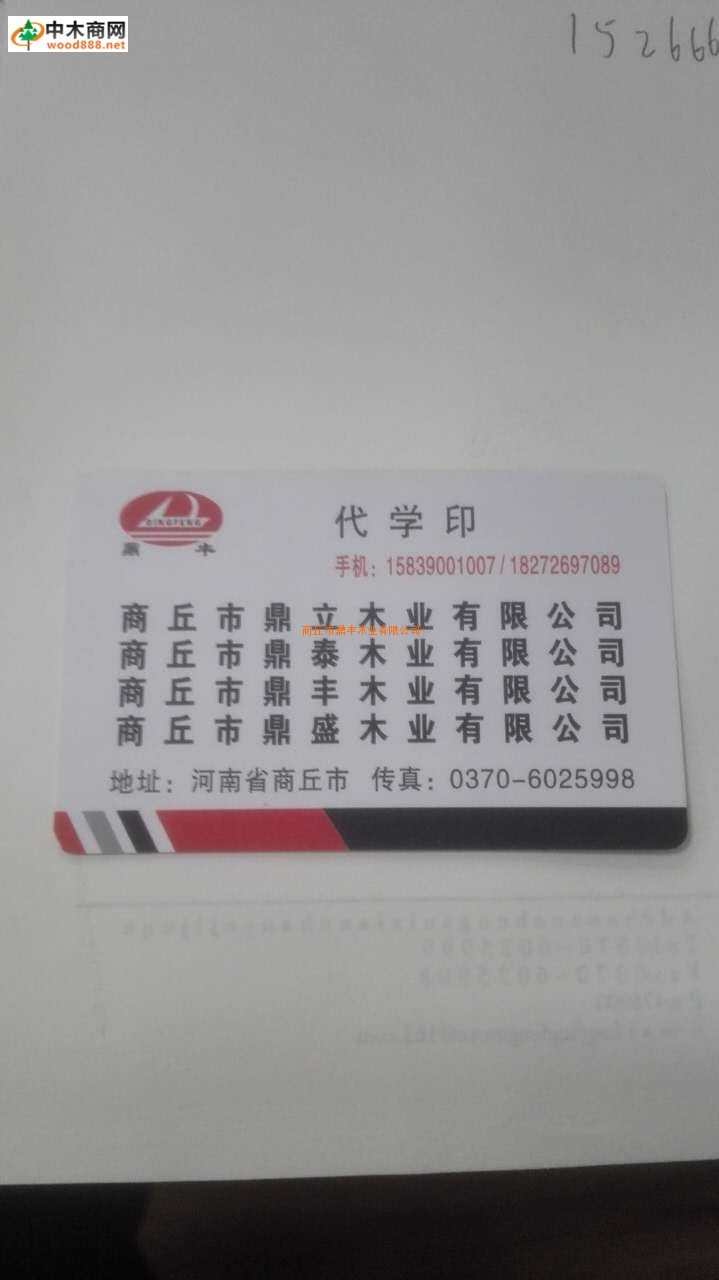 中木商网
wood888.net
15 2666
DINGFENG
代学印
手机：15839001007/18272697089
商丘市鼎立木业有限公司
商丘市鼎丰木业有限公司
商丘市鼎泰木业有限公司
商丘市鼎丰木业有限公司
商丘市鼎盛木业有限公司
地址：河南省商丘市 传真：0370-6025998